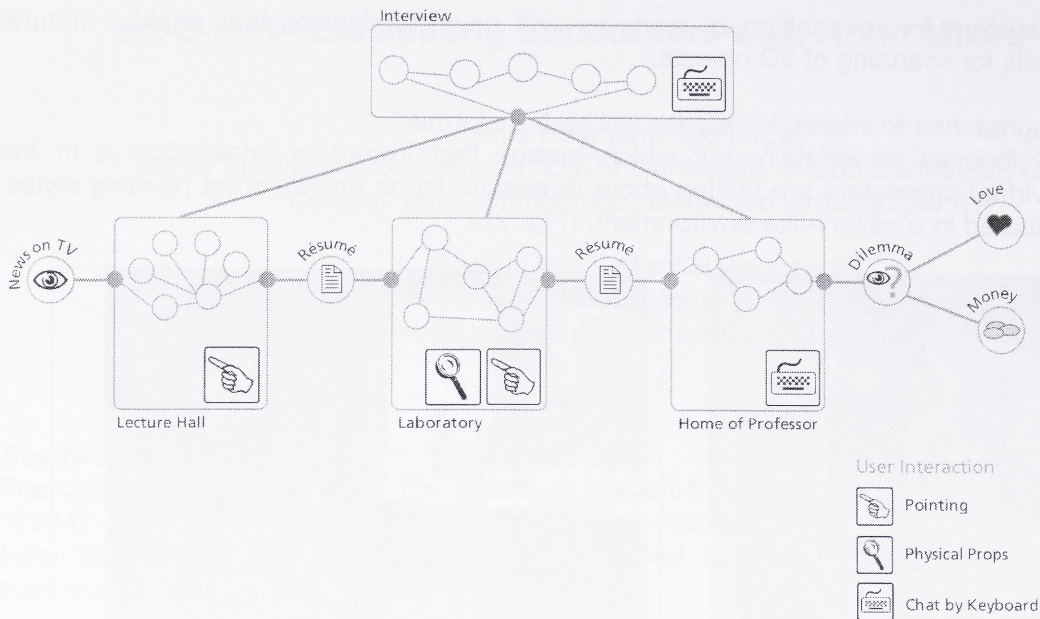 Interview
News on TV
Résumé
Résumé
Dilemma
Love
Money
Lecture Hall
Laboratory
Home of Professor
User Interaction
Pointing
Physical Props
Chat by Keyboard